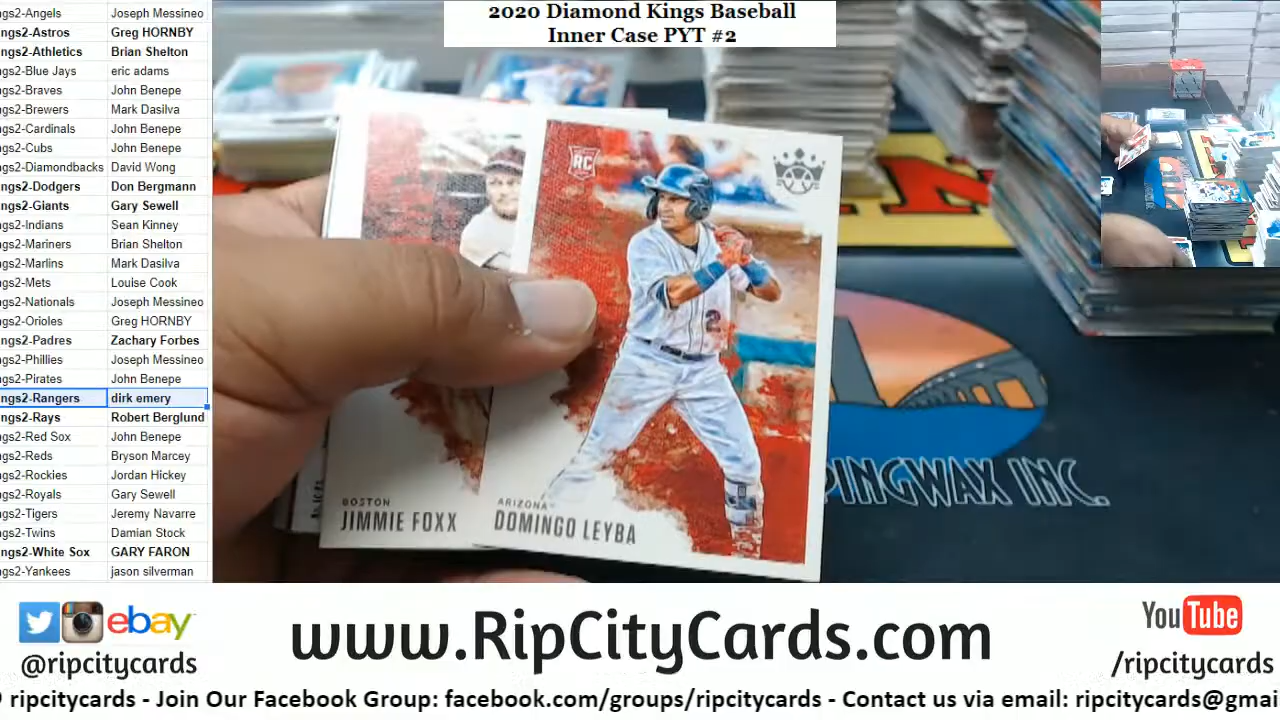 2020 Diamond Kings Baseball
Inner Case PYT #2
ngs2-Angels Joseph Messineo
ngs2-Astros Greg HORNBY
ngs2-Athletics Brian Shelton
ngs2-Blue Jays eric adams
ngs2-Braves John Benepe
ngs2-Brewers Mark Dasilva
ngs2-Cardinals John Benepe
ngs2-Cubs John Benepe
ngs2-Diamondbacks David Wong
ngs2-Dodgers Don Bergmann
ngs2-Giants Gary Sewell
ngs2-Indians Sean Kinney
ngs2-Mariners Brian Shelton
ngs2-Marlins Mark Dasilva
ngs2-Mets Louise Cook
ngs2-Nationals Joseph Messineo
ngs2-Orioles Greg HORNBY
ngs2-Padres Zachary Forbes
ngs2-Phillies Joseph Messineo
ngs2-Pirates John Benepe
ngs2-Rangers dirk emery
ngs2-Rays Robert Berglund
ngs2-Red Sox John Benepe
ngs2-Reds Bryson Marcey
ngs2-Rockies Jordan Hickey
ngs2-Royals Gary Sewell
ngs2-Tigers Jeremy Navarre
ngs2-Twins Damian Stock
ngs2-White Sox GARY FARON
ngs2-Yankees jason silverman
RC
2
BOSTON
JIMMIE FOXX
ARIZONA
DOMINGO LEYBA
PINGWAX INC.
ebay
@ripcitycards
www.RipCityCards.com
YouTube
/ripcitycards
ripcitycards - Join Our Facebook Group: facebook.com/groups/ripcitycards - Contact us via email: ripcitycards@gmai